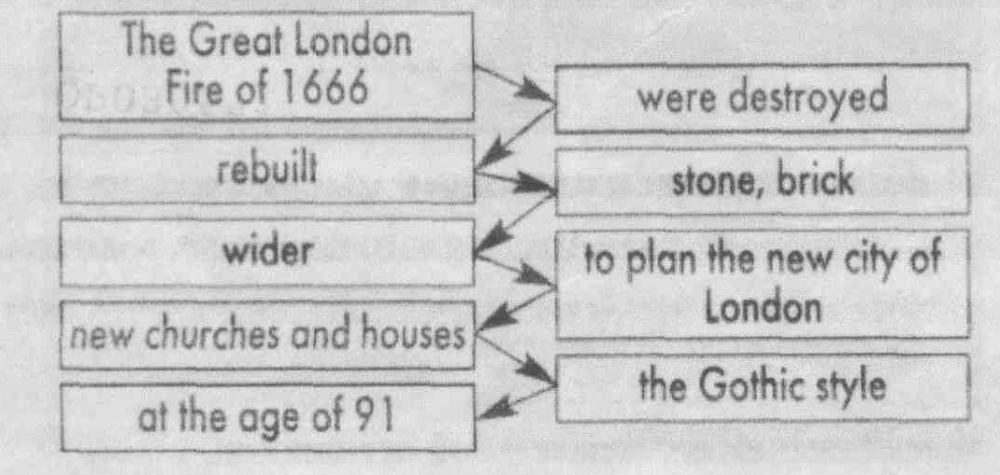 The Great London
Fire of 1666
were destroyed
rebuilt
stone, brick
wider
to plan the new city of
London
new churches and houses
the Gothic style
at the age of 91